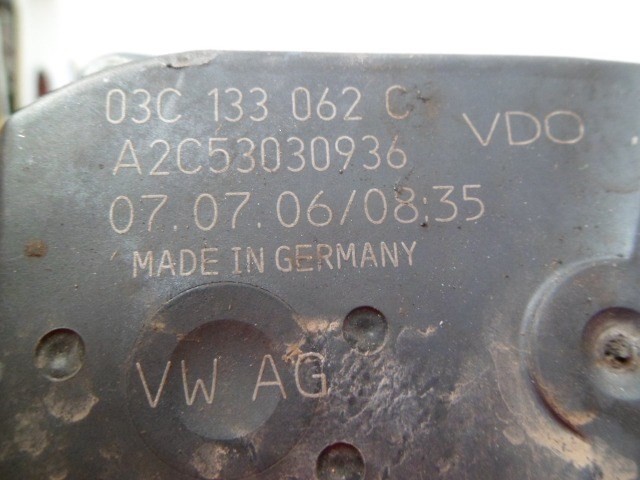 03C 133 062 C
VDO
A2C53030936
07.07.06/08:35
MADE IN GERMANY
VW AG